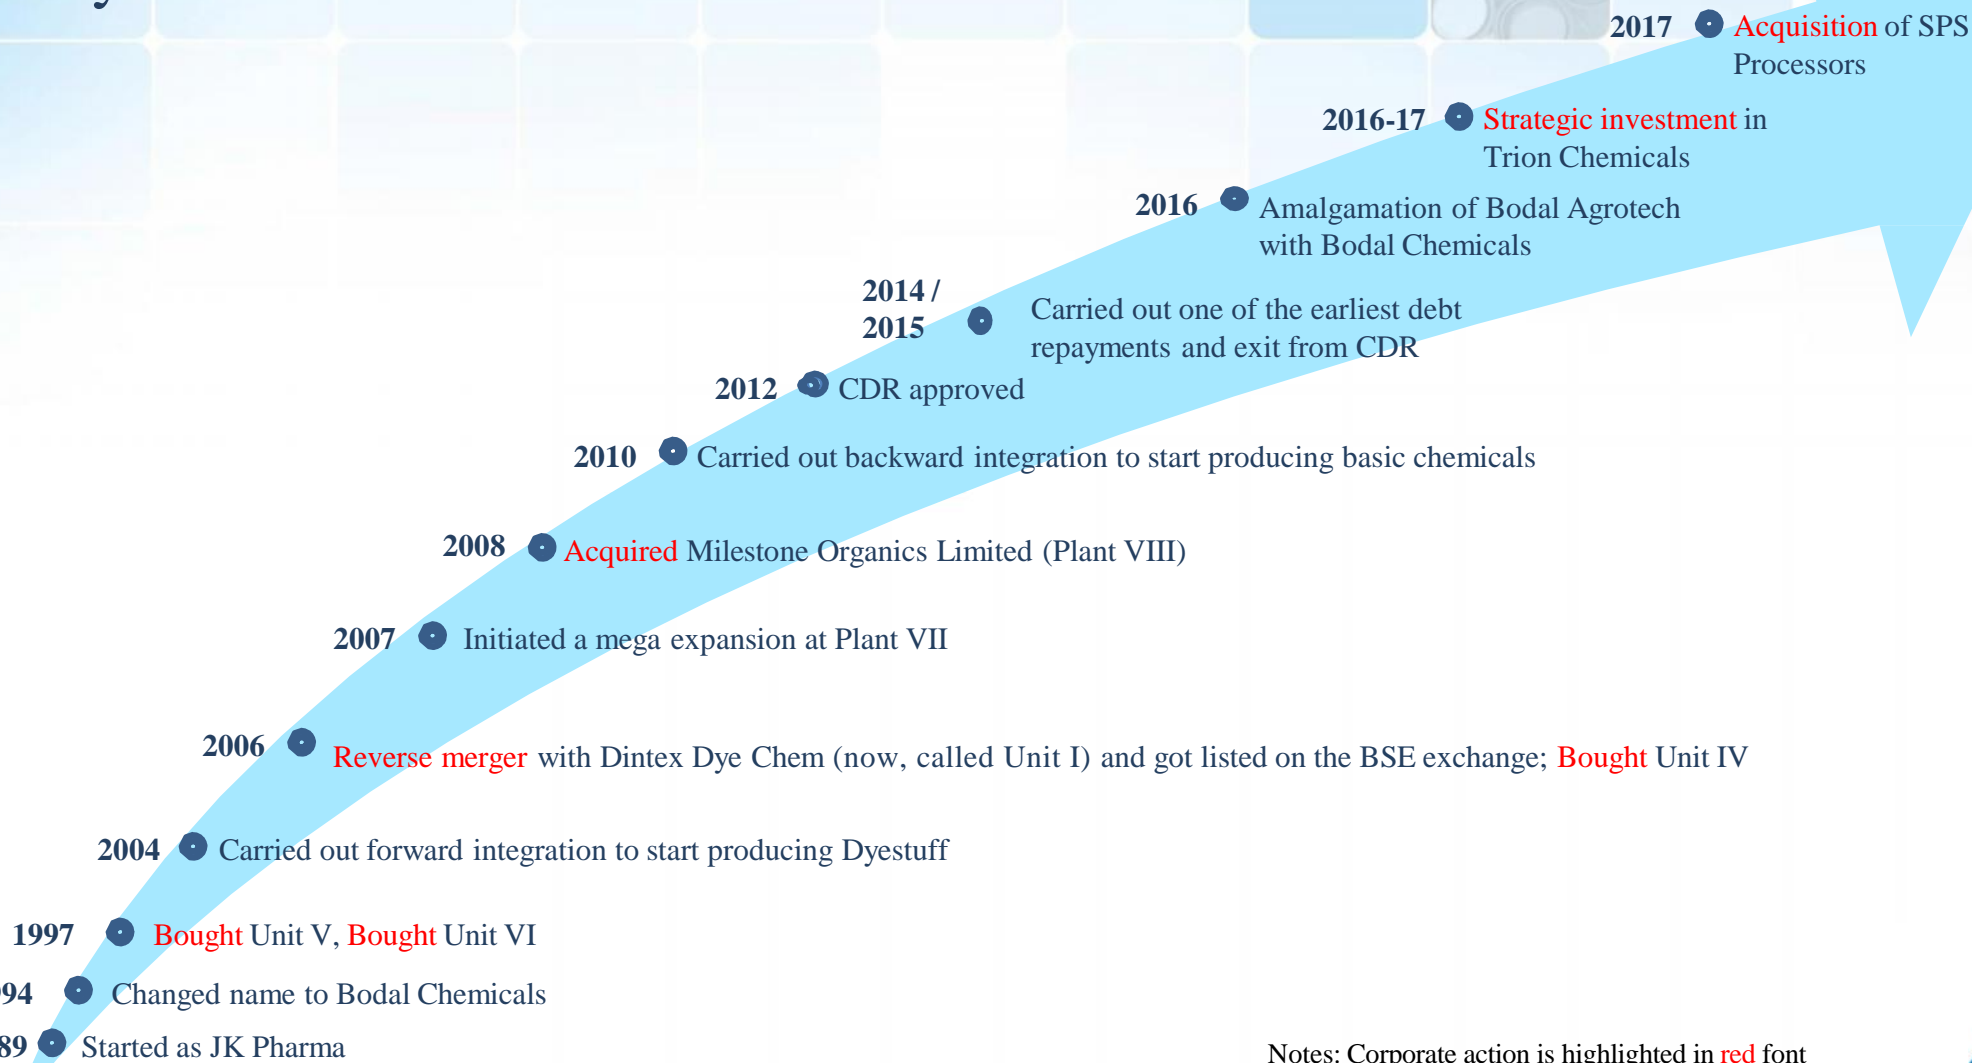 2017 Acquisition of SPS
Processors
2016-17 Strategic investment in
Trion Chemicals
2016 Amalgamation of Bodal Agrotech
with Bodal Chemicals
2014 /
2015 Carried out one of the earliest debt
repayments and exit from CDR
2012 CDR approved
2010 Carried out backward integration to start producing basic chemicals
2008 Acquired Milestone Organics Limited (Plant VIII)
2007 Initiated a mega expansion at Plant VII
2006 Reverse merger with Dintex Dye Chem (now, called Unit I) and got listed on the BSE exchange; Bought Unit IV
2004 Carried out forward integration to start producing Dyestuff
1997 Bought Unit V, Bought Unit VI
94 Changed name to Bodal Chemicals
89 Started as JK Pharma
Notes: Corporate action is highlighted in red font